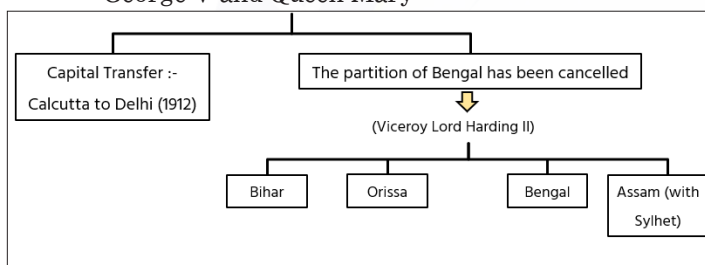 George V and Queen Mary
Capital Transfer :-
Calcutta to Delhi (1912)
The partition of Bengal has been cancelled
(Viceroy Lord Harding II)
Bihar
Orissa
Bengal
Assam (with
Sylhet)